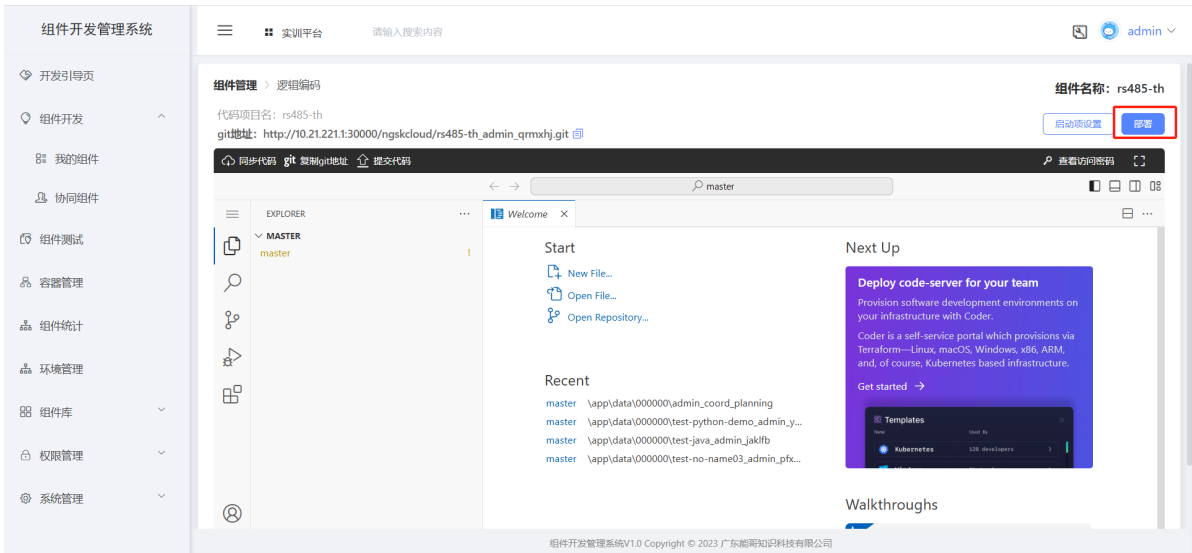 组件开发管理系统
实训平台
请输入搜索内容
admin
开发引导页
组件开发
我的组件
协同组件
组件测试
容器管理
组件统计
环境管理
组件库
权限管理
系统管理
组件管理 > 逻辑编码
组件名称：rs485-th
代码项目名：rs485-th
git地址：http://10.21.221.1:30000/ngskcloud/rs485-th_admin_qrmxhj.git
启动项设置
部署
同步代码 git 复制git地址 提交代码
查看访问密码
master
EXPLORER
Welcome
MASTER
master !
Start
New File...
Open File...
Open Repository...
Recent
master \app\data\000000\admin_coord_planning
master \app\data\000000\test-python-demo_admin_y...
master \app\data\000000\test-java_admin_jaklfb
master \app\data\000000\test-no-name03_admin_pfx...
Next Up
Deploy code-server for your team
Provision software development environments on
your infrastructure with Coder.
Coder is a self-service portal which provisions via
Terraform—Linux, macOS, Windows, x86, ARM,
and, of course, Kubernetes based infrastructure.
Get started
Templates
Name Used By
Kubernetes 128 developers
Walkthroughs
组件开发管理系统V1.0 Copyright © 2023 广东能哥知识科技有限公司